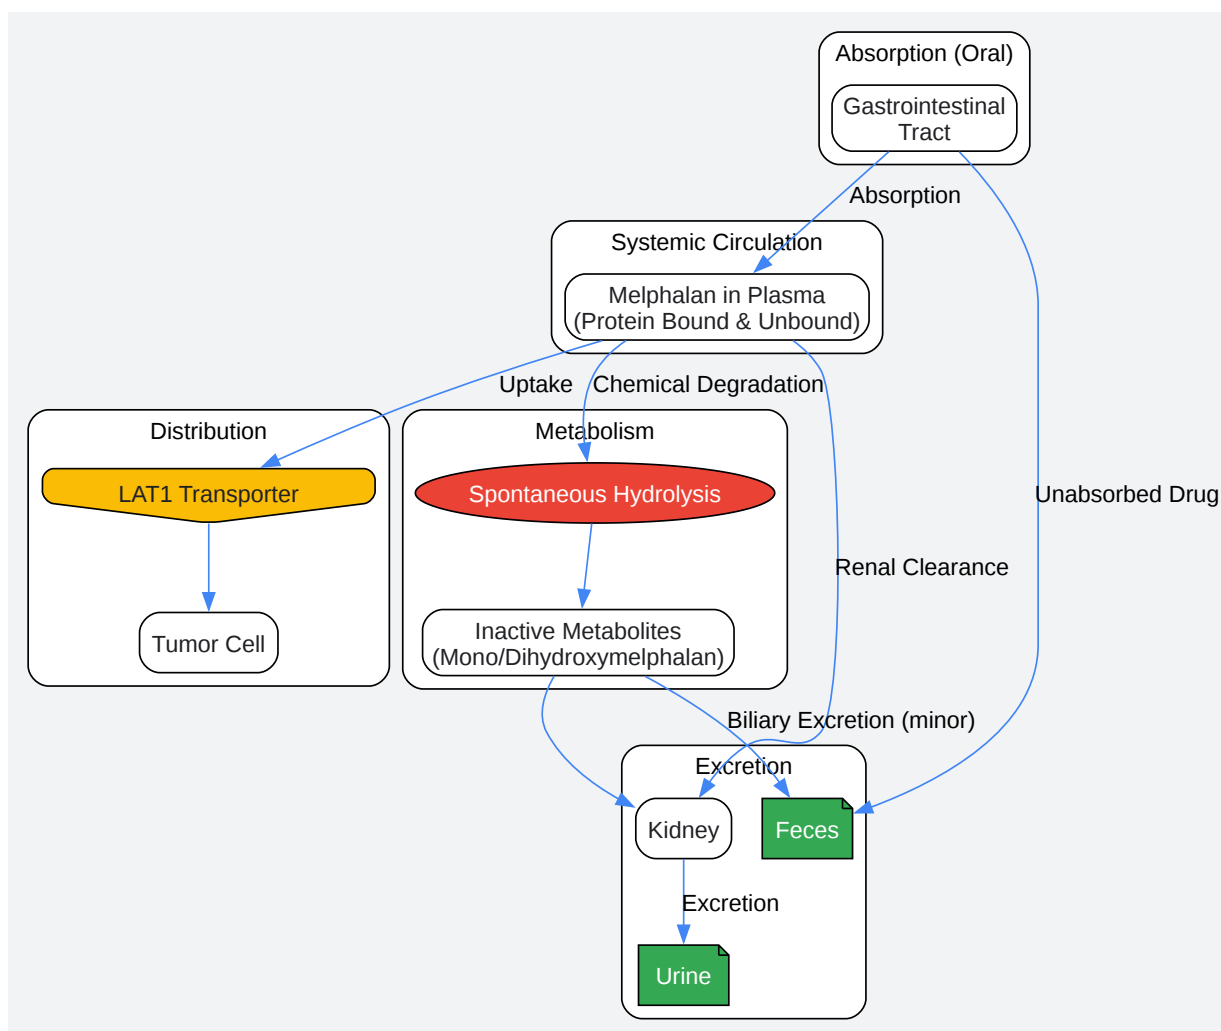 Absorption (Oral)
Gastrointestinal
Tract
Absorption
Systemic Circulation
Melphalan in Plasma
(Protein Bound & Unbound)
Uptake
Chemical Degradation
Distribution
Metabolism
LAT1 Transporter
Spontaneous Hydrolysis
Unabsorbed Drug
Renal Clearance
Tumor Cell
Inactive Metabolites
(Mono/Dihydroxymelphalan)
Biliary Excretion (minor)
Excretion
Kidney
Feces
Excretion
Urine